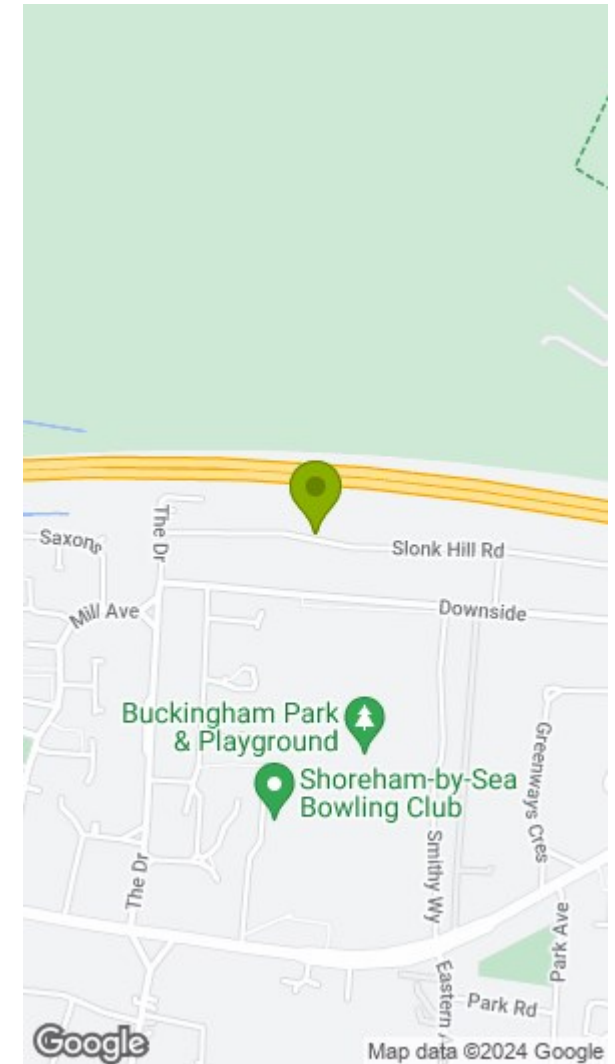 The Dr
Saxons
Slonk Hill Rd
Mill Ave
Downside
Buckingham Park
& Playground
Shoreham-by-Sea
Bowling Club
Greenways Cres
Smithy Wy
The Dr
Park Ave
Eastern
Park Rd
Google
Map data ©2024 Google